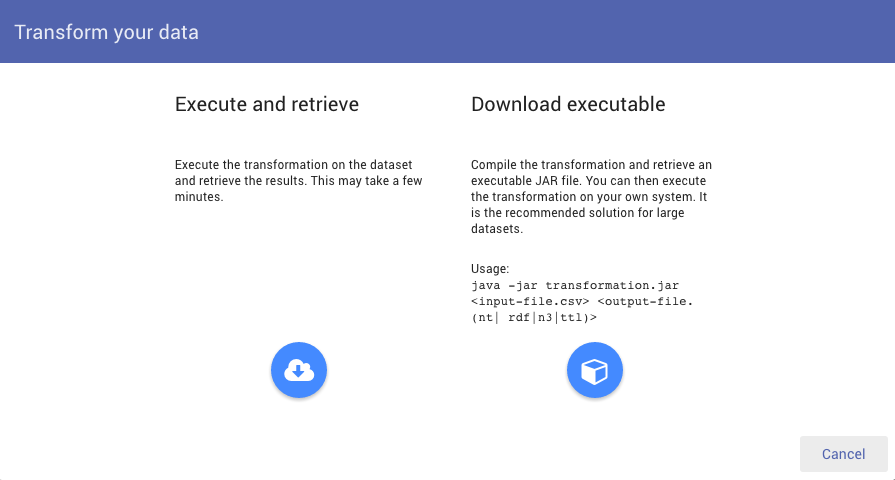 Transform your data
Execute and retrieve
Execute the transformation on the dataset
and retrieve the results. This may take a few
minutes.
Download executable
Compile the transformation and retrieve an
executable JAR file. You can then execute
the transformation on your own system. It
is the recommended solution for large
datasets.
Usage:
java -jar transformation.jar
<input-file.csv> <output-file.
(nt| rdf|n3|ttl)>
Cancel